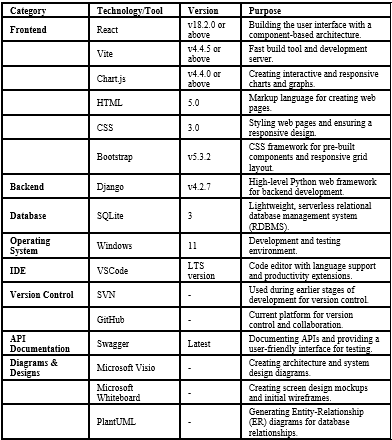 Category Technology/Tool Version Purpose
Frontend React v18.2.0 or above Building the user interface with a component-based architecture.
Vite v4.4.5 or above Fast build tool and development server.
Chart.js v4.4.0 or above Creating interactive and responsive charts and graphs.
HTML 5.0 Markup language for creating web pages.
CSS 3.0 Styling web pages and ensuring a responsive design.
Bootstrap v5.3.2 CSS framework for pre-built components and responsive grid layout.
Backend Django v4.2.7 High-level Python web framework for backend development.
Database SQLite 3 Lightweight, serverless relational database management system (RDBMS).
Operating System Windows 11 Development and testing environment.
IDE VSCode LTS version Code editor with language support and productivity extensions.
Version Control SVN - Used during earlier stages of development for version control.
GitHub - Current platform for version control and collaboration.
API Documentation Swagger Latest Documenting APIs and providing a user-friendly interface for testing.
Diagrams & Designs Microsoft Visio - Creating architecture and system design diagrams.
Microsoft Whiteboard - Creating screen design mockups and initial wireframes.
PlantUML - Generating Entity-Relationship (ER) diagrams for database relationships.